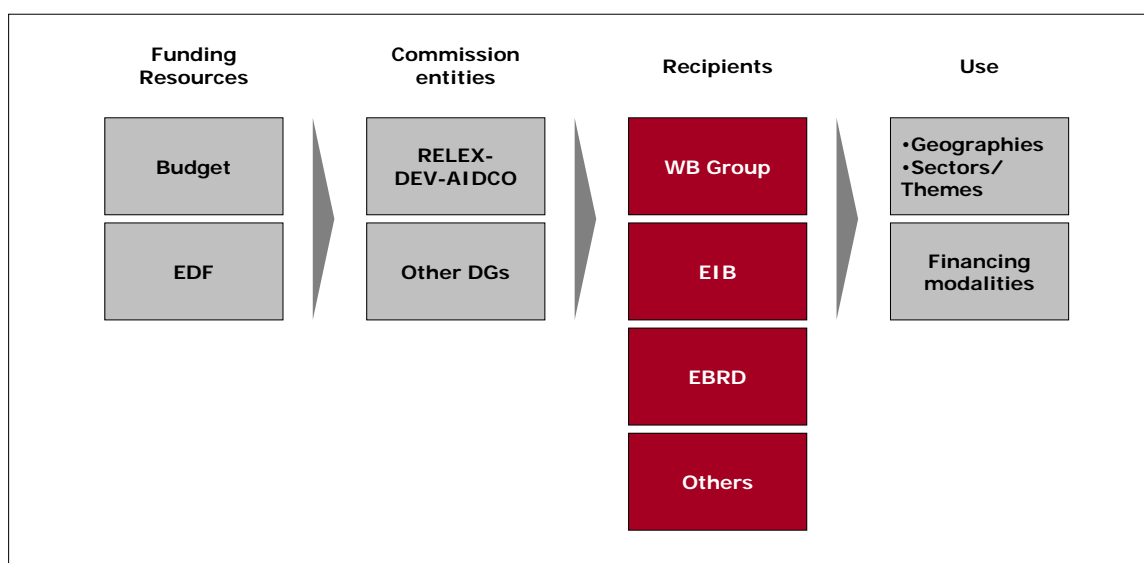 Funding
Resources
Commission
entities
Recipients
Use
Budget
EDF
RELEX-
DEV-AIDCO
Other DGs
WB Group
EIB
EBRD
Others
•Geographies
•Sectors/
Themes
Financing
modalities